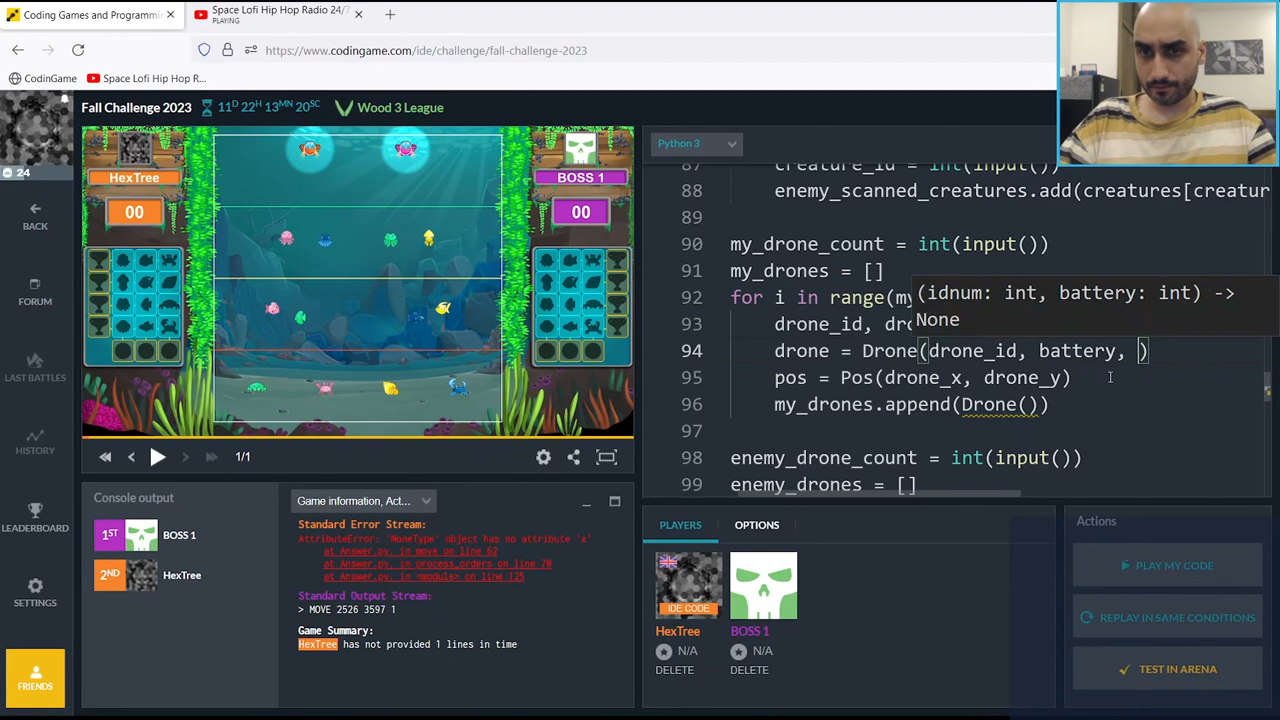 Coding Games and Programmi
Space Lofi Hip Hop Radio 24/7
PLAYING
https://www.codingame.com/ide/challenge/fall-challenge-2023
CodinGame
Space Lofi Hip Hop R...
Fall Challenge 2023
11D 22H 13MN 20SC
Wood 3 League
24
BACK
FORUM
LAST BATTLES
HISTORY
LEADERBOARD
SETTINGS
FRIENDS
HexTree
00
BOSS 1
00
1/1
Python 3
87 creature_id = int(input())
88 enemy_scanned_creatures.add(creatures[creatur
89
90 my_drone_count = int(input())
91 my_drones = []
92 for i in range(my
(idnum: int, battery: int) ->
None
93 drone_id, dro
94 drone = Drone(drone_id, battery, )
95 pos = Pos(drone_x, drone_y)
96 my_drones.append(Drone())
97
98 enemy_drone_count = int(input())
99 enemy_drones = []
Console output
1ST BOSS 1
2ND HexTree
Game information, Act...
Standard Error Stream:
AttributeError: 'NoneType' object has no attribute 'x'
at Answer.py. in move on line 62
at Answer.py. in process_orders on line 70
at Answer.py. in <module> on line 125
Standard Output Stream:
> MOVE 2526 3597 1
Game Summary:
HexTree has not provided 1 lines in time
PLAYERS
OPTIONS
IDE CODE
HexTree
N/A
DELETE
BOSS 1
N/A
DELETE
Actions
PLAY MY CODE
REPLAY IN SAME CONDITIONS
TEST IN ARENA